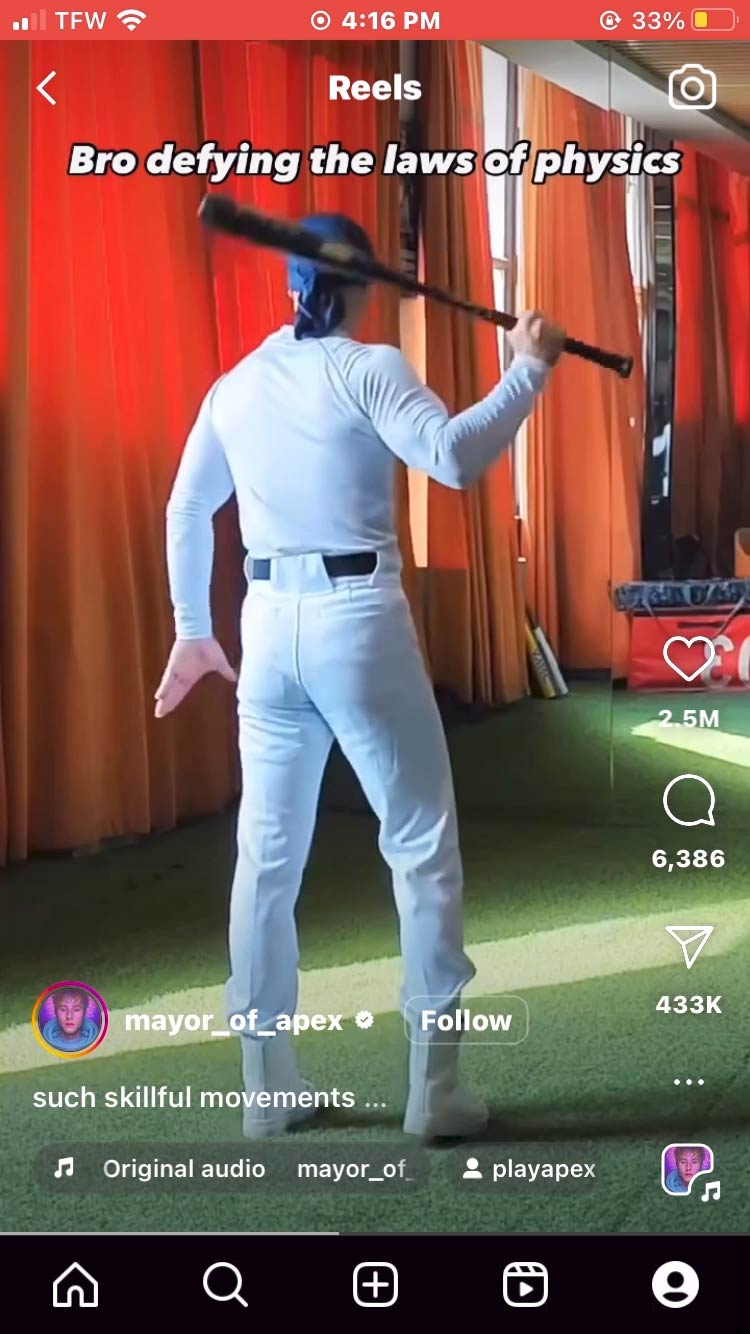 TFW 4:16 PM 33%
Reels
Bro defying the laws of physics
2.5M
6,386
433K
mayor_of_apex Follow
such skillful movements ...
Original audio mayor_of_ playapex